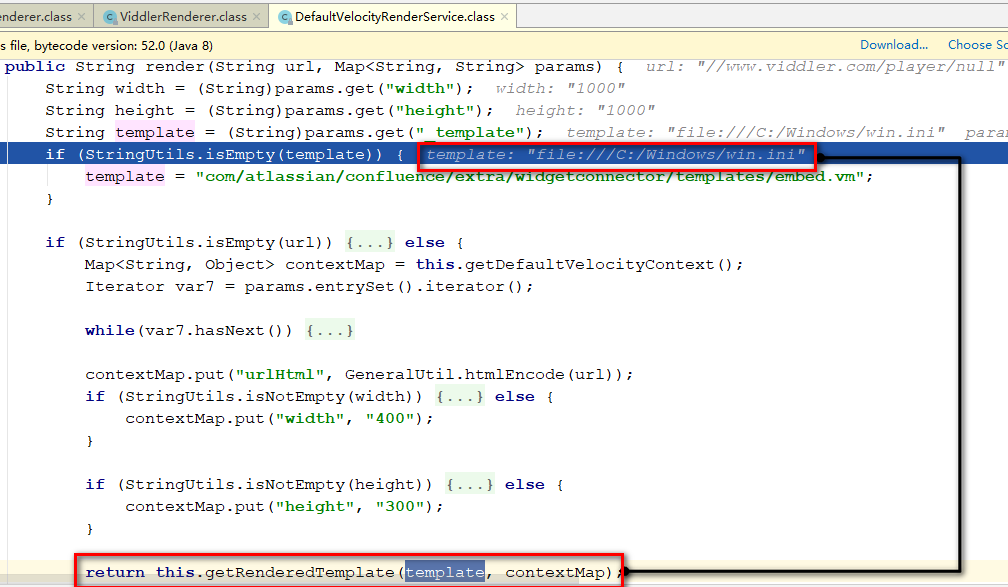 enderer.class × ViddlerRenderer.class × DefaultVelocityRenderService.class ×
s file, bytecode version: 52.0 (Java 8) Download... Choose So
public String render(String url, Map<String, String> params) { url: "//www.viddler.com/player/null"
String width = (String)params.get("width"); width: "1000"
String height = (String)params.get("height"); height: "1000"
String template = (String)params.get("_template"); template: "file:///C:/Windows/win.ini" param
if (StringUtils.isEmpty(template)) { template: "file:///C:/Windows/win.ini"
template = "com/atlassian/confluence/extra/widgetconnector/templates/embed.vm";
}
if (StringUtils.isEmpty(url)) {...} else {
Map<String, Object> contextMap = this.getDefaultVelocityContext();
Iterator var7 = params.entrySet().iterator();
while(var7.hasNext()) {...}
contextMap.put("urlHtml", GeneralUtil.htmlEncode(url));
if (StringUtils.isNotEmpty(width)) {...} else {
contextMap.put("width", "400");
}
if (StringUtils.isNotEmpty(height)) {...} else {
contextMap.put("height", "300");
}
return this.getRenderedTemplate(template, contextMap);